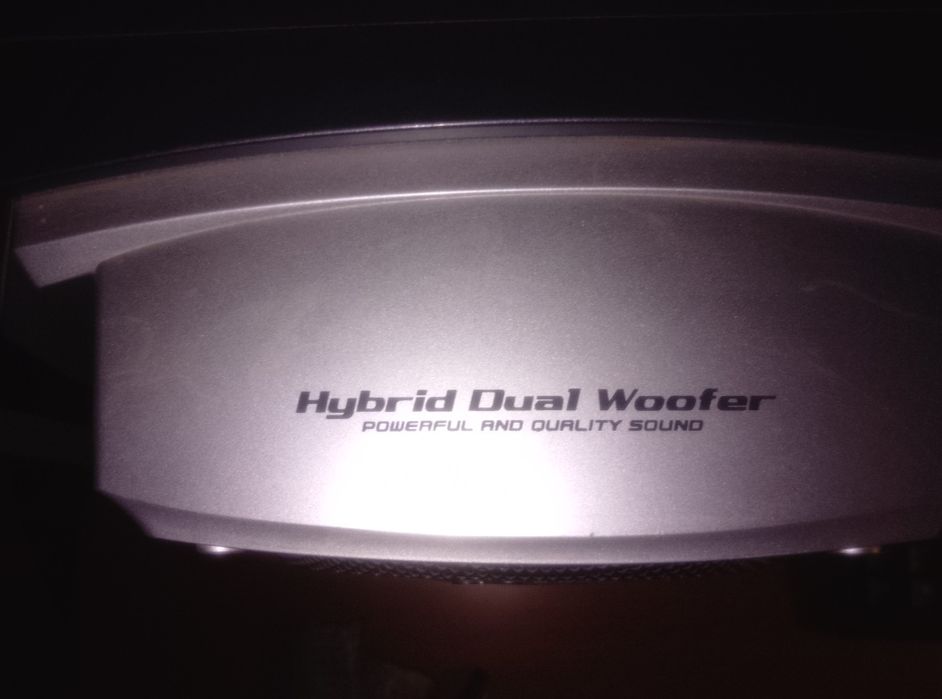 Hybrid Dual Woofer
POWERFUL AND QUALITY SOUND